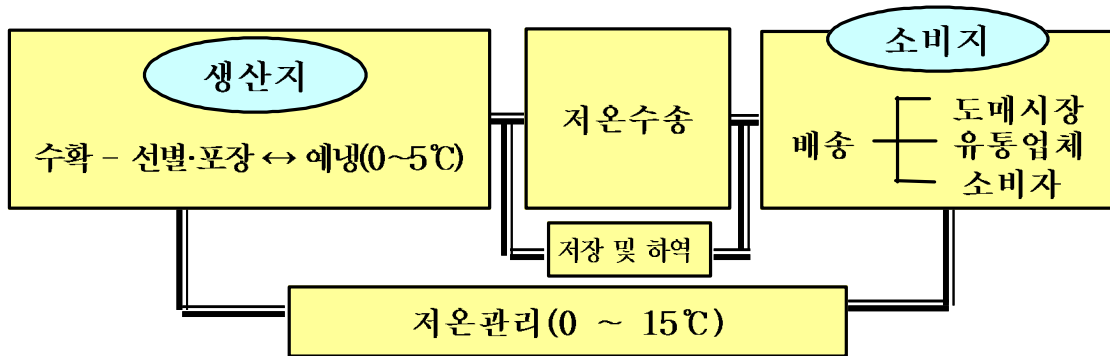 생산지
수확 – 선별·포장 ↔ 예냉(0~5℃)
저온수송
소비지
배송
도매시장
유통업체
소비자
저장 및 하역
저온관리(0 ~ 15℃)